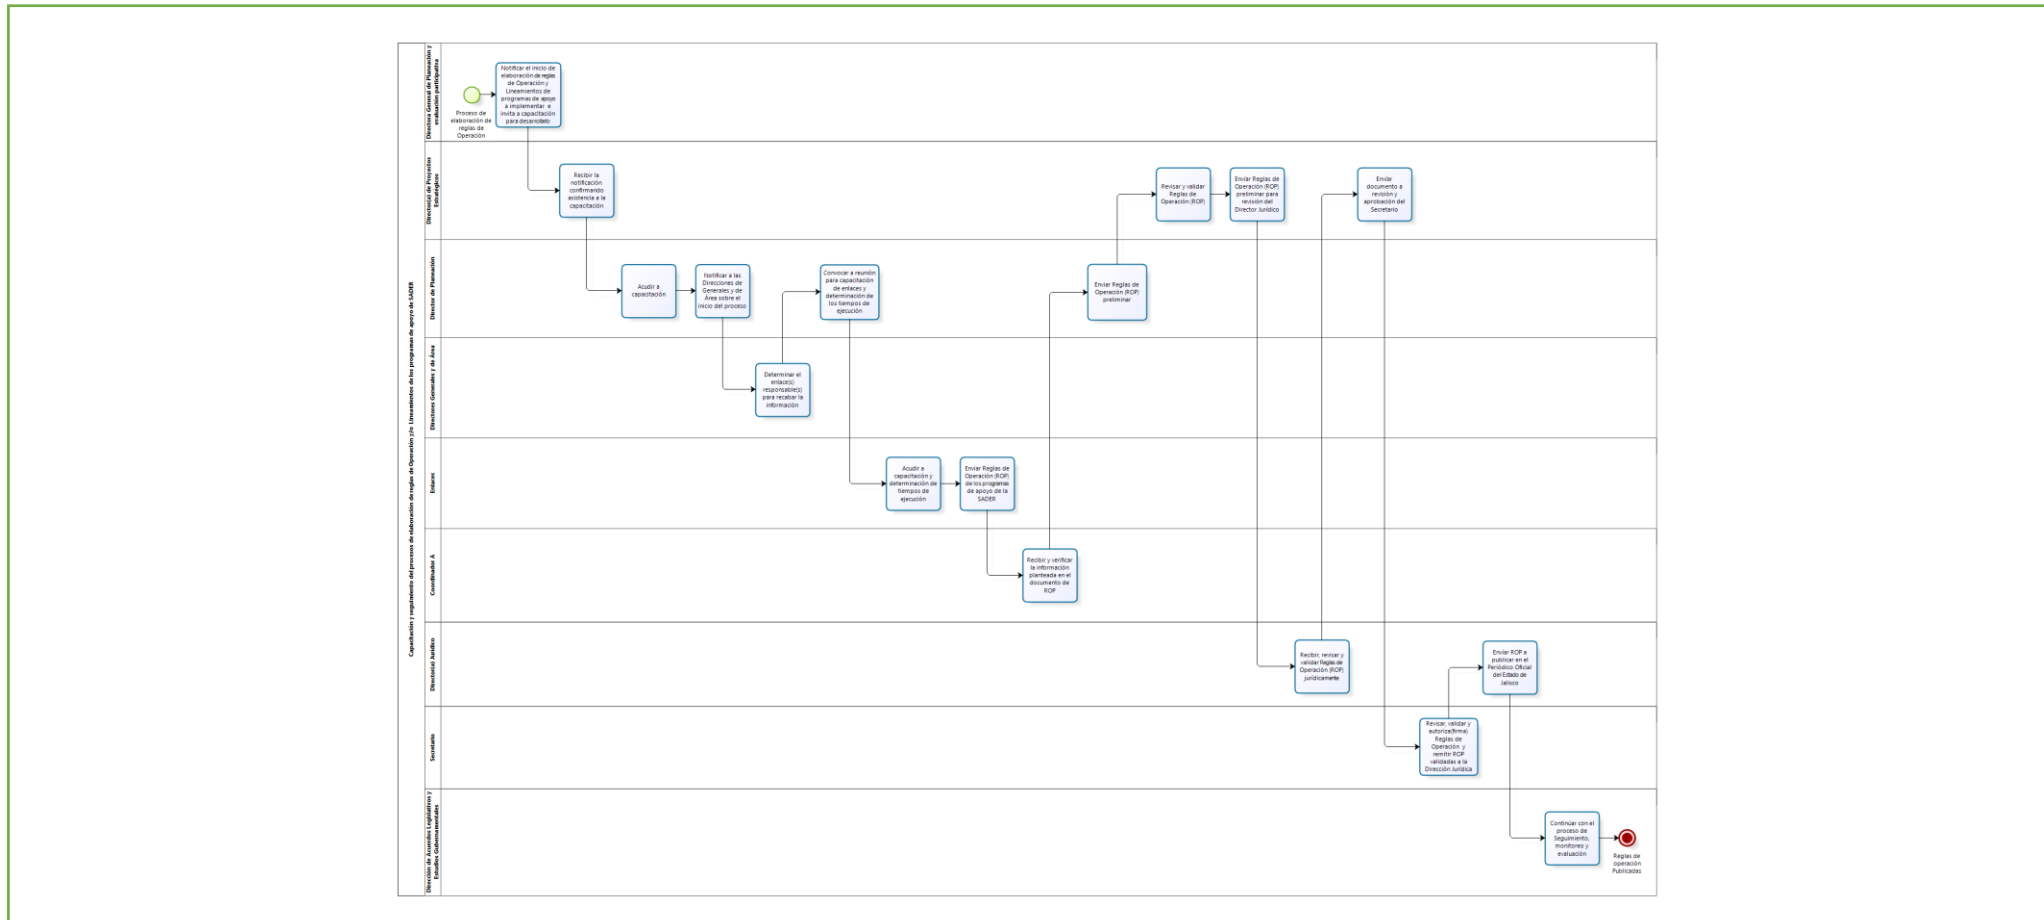 Capacitación y seguimiento del procesos de elaboración de reglas de Operación y/o Lineamientos de los programas de apoyo de SADER
Directora General de Planeación y
evaluación participativa
Proceso de
elaboración de
reglas de
Operación
Notificar el inicio de
elaboración de reglas
de Operación y
Lineamientos de
programas de apoyo
a implementar e
invita a capacitación
para desarrollarlo
Director(a) de Proyectos
Estratégicos
Recibir la
notificación
confirmando
asistencia a la
capacitación
Revisar y validar
Reglas de
Operación (ROP)
Enviar Reglas de
Operación (ROP)
preliminar para
revisión del
Director Jurídico
Enviar
documento a
revisión y
aprobación del
Secretario
Director de Planeación
Acudir a
capacitación
Notificar a las
Direcciones de
Generales y de
Área sobre el
inicio del proceso
Convocar a reunión
para capacitación
de enlaces y
determinación de
los tiempos de
ejecución
Enviar Reglas de
Operación (ROP)
preliminar
Directores Generales y de Área
Determinar el
enlace(s)
responsable(s)
para recabar la
información
Enlaces
Acudir a
capacitación y
determinación de
tiempos de
ejecución
Enviar Reglas de
Operación (ROP)
de los programas
de apoyo de la
SADER
Coordinador A
Recibir y verificar
la información
planteada en el
documento de
ROP
Director(a) Jurídico
Recibir, revisar y
validar Reglas de
Operación (ROP)
jurídicamente
Enviar ROP a
publicar en el
Periódico Oficial
del Estado de
Jalisco
Secretario
Revisar, validar y
autoriza(firma)
Reglas de
Operación y
remitir ROP
validadas a la
Dirección Jurídica
Dirección de Acuerdos Legislativos y
Estudios Gubernamentales
Continúar con el
proceso de
Seguimiento,
monitoreo y
evaluación
Reglas de
operación
Publicadas